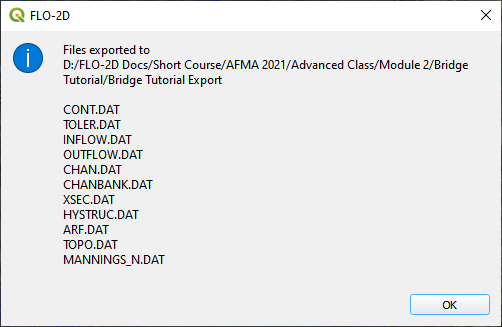 FLO-2D
Files exported to
D:/FLO-2D Docs/Short Course/AFMA 2021/Advanced Class/Module 2/Bridge
Tutorial/Bridge Tutorial Export
CONT.DAT
TOLER.DAT
INFLOW.DAT
OUTFLOW.DAT
CHAN.DAT
CHANBANK.DAT
XSEC.DAT
HYSTRUC.DAT
ARF.DAT
TOPO.DAT
MANNINGS_N.DAT
OK